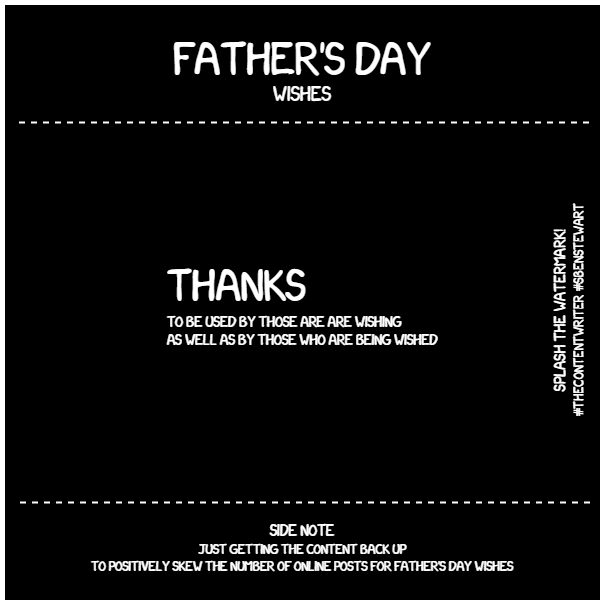 FATHER'S DAY
WISHES
THANKS
TO BE USED BY THOSE ARE ARE WISHING
AS WELL AS BY THOSE WHO ARE BEING WISHED
SPLASH THE WATERMARK!
#THECONTENTWRITER #SBENSTEWART
SIDE NOTE
JUST GETTING THE CONTENT BACK UP
TO POSITIVELY SKEW THE NUMBER OF ONLINE POSTS FOR FATHER'S DAY WISHES